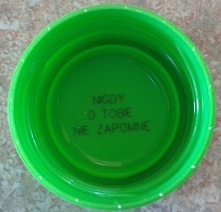 NIGDY
O TOBIE
NIE ZAPOMNĘ